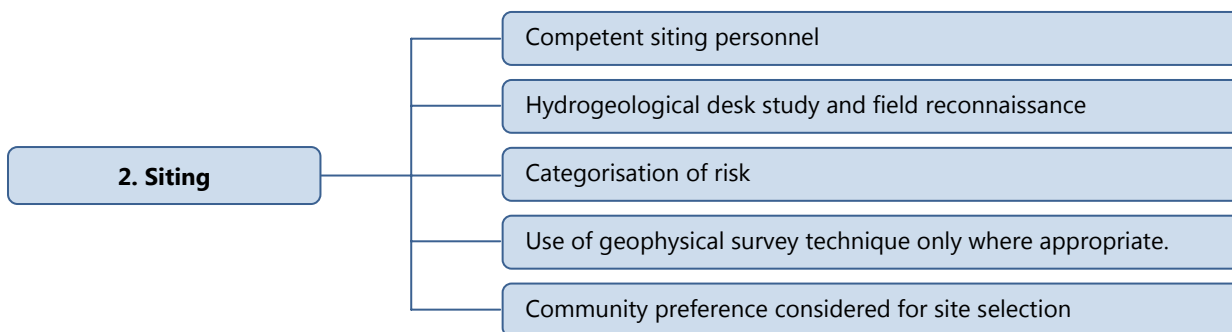 Competent siting personnel
Hydrogeological desk study and field reconnaissance
2. Siting
Categorisation of risk
Use of geophysical survey technique only where appropriate.
Community preference considered for site selection